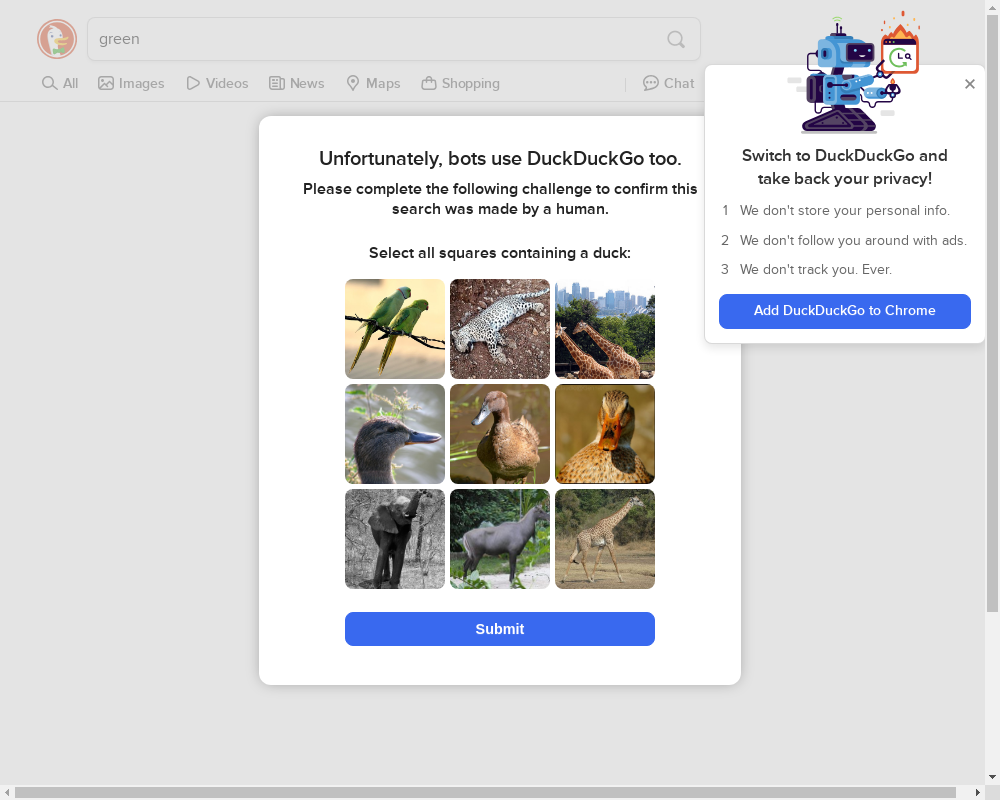 green
All
Images
Videos
News
Maps
Shopping
Chat
Unfortunately, bots use DuckDuckGo too.
Please complete the following challenge to confirm this
search was made by a human.
Select all squares containing a duck:
Submit
Switch to DuckDuckGo and
take back your privacy!
1 We don't store your personal info.
2 We don't follow you around with ads.
3 We don't track you. Ever.
Add DuckDuckGo to Chrome